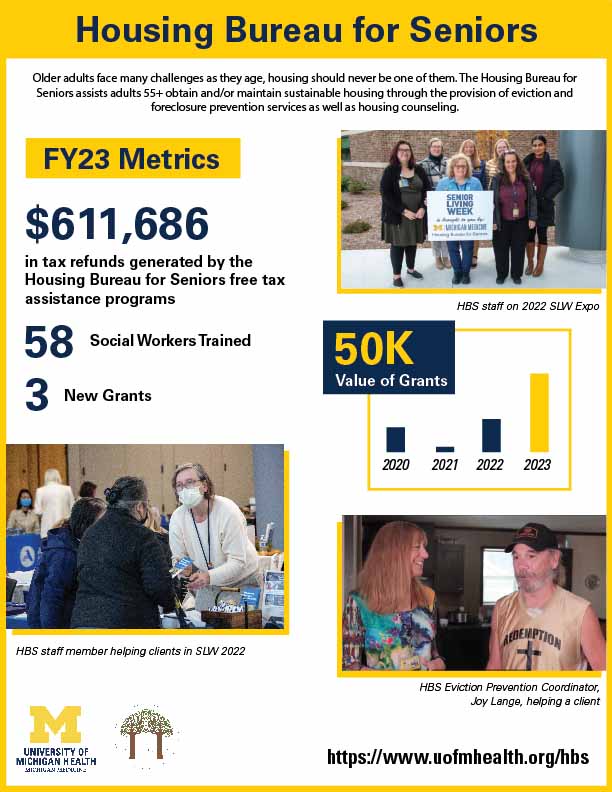 Housing Bureau for Seniors
Older adults face many challenges as they age, housing should never be one of them. The Housing Bureau for
Seniors assists adults 55+ obtain and/or maintain sustainable housing through the provision of eviction and
foreclosure prevention services as well as housing counseling.
FY23 Metrics
$611,686
in tax refunds generated by the
Housing Bureau for Seniors free tax
assistance programs
58 Social Workers Trained
3 New Grants
SENIOR
LIVING
WEEK
is brought to you by:
M MICHIGAN MEDICINE
Housing Bureau for Seniors
HBS staff on 2022 SLW Expo
50K
Value of Grants
2020 2021 2022 2023
HBS staff member helping clients in SLW 2022
REDEMPTION
HBS Eviction Prevention Coordinator,
Joy Lange, helping a client
M
UNIVERSITY OF
MICHIGAN HEALTH
MICHIGAN MEDICINE
https://www.uofmhealth.org/hbs